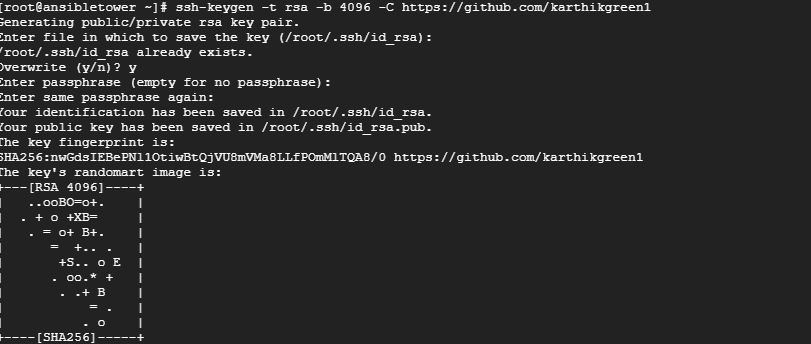 [root@ansibletower ~]# ssh-keygen -t rsa -b 4096 -C https://github.com/karthikgreen1
Generating public/private rsa key pair.
Enter file in which to save the key (/root/.ssh/id_rsa):
/root/.ssh/id_rsa already exists.
Overwrite (y/n)? y
Enter passphrase (empty for no passphrase):
Enter same passphrase again:
Your identification has been saved in /root/.ssh/id_rsa.
Your public key has been saved in /root/.ssh/id_rsa.pub.
The key fingerprint is:
SHA256:nwGdsIEBePNl1OtiwBtQjVU8mVMa8LLfPOmMlTQA8/0 https://github.com/karthikgreen1
The key's randomart image is:
+---[RSA 4096]----+
|   ..ooBO=o+.    |
|  . + o +XB=     |
|   . = o+ B+.    |
|      =  +.. .   |
|       +S.. o E  |
|      . oo.* +   |
|       . .+ B    |
|           = .   |
|          . o    |
+----[SHA256]-----+